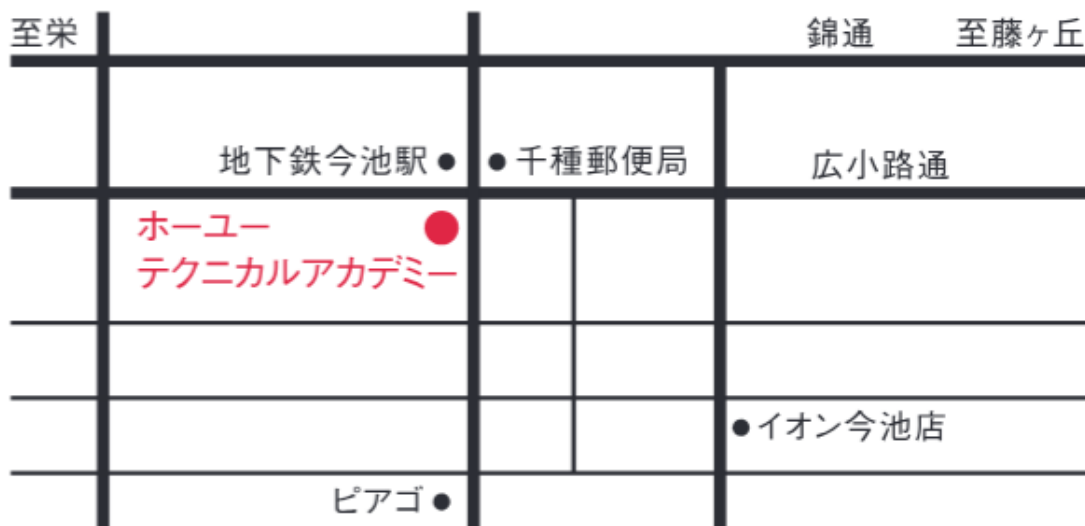 至栄
錦通
至藤ヶ丘
地下鉄今池駅
千種郵便局
広小路通
ホーユー
テクニカルアカデミー
イオン今池店
ピアゴ